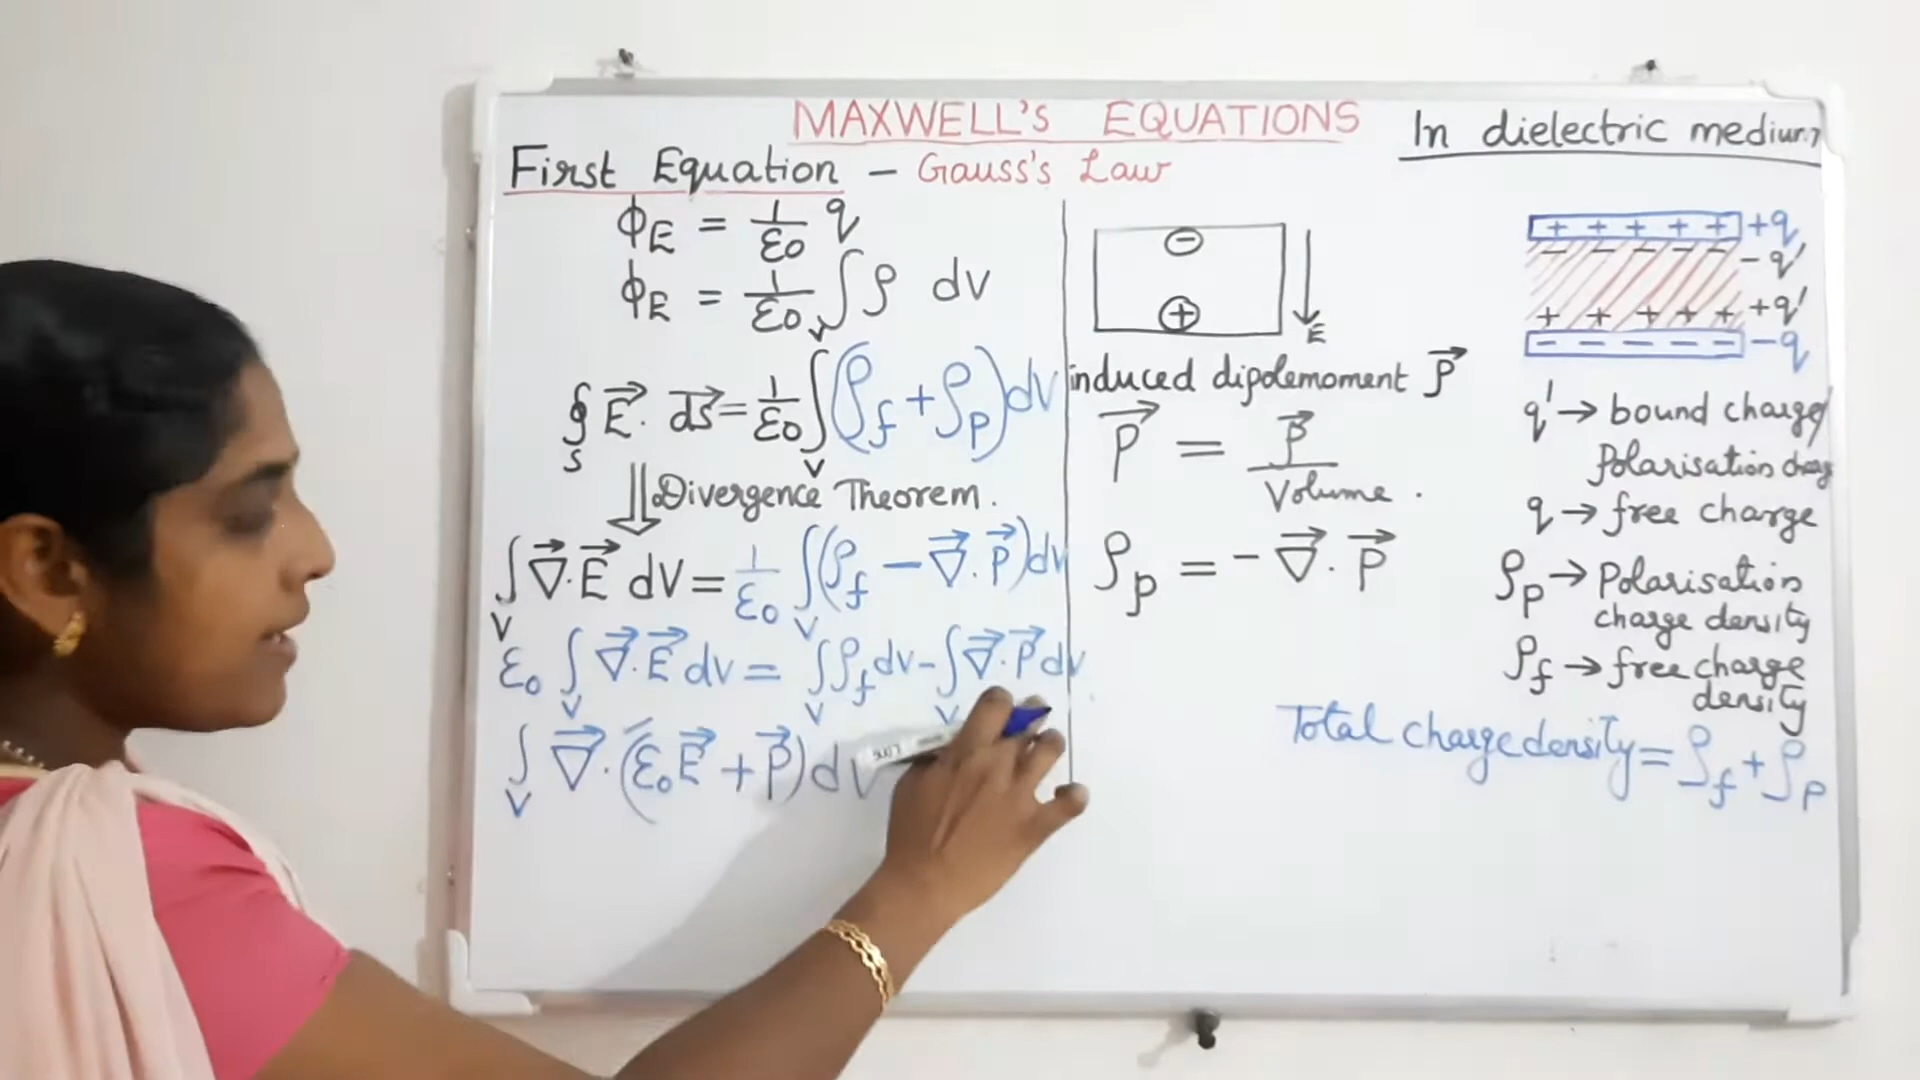 MAXWELL's EQUATIONS
In dielectric medium
First Equation – Gauss's Law
ϕE = 1/ε0 q
ϕE = 1/ε0 ∫V ρ dv
∮S E⃗. ds⃗ = 1/ε0 ∫V (ρf + ρp) dv
⇓ Divergence Theorem.
∫V ∇⃗.E⃗ dV = 1/ε0 ∫V (ρf – ∇⃗.P⃗) dv
ε0 ∫V ∇⃗.E⃗ dv = ∫V ρf dv – ∫V ∇⃗.P⃗ dv
∫V ∇⃗.(ε0E⃗ + P⃗) dv
−
+
E
induced dipolemoment p⃗
P⃗ = p⃗/Volume.
ρp = – ∇⃗. P⃗
+ + + + + +q
– – – – – –q'
+ + + + + +q'
– – – – – –q
q' → bound charge/
Polarisation charg
q → free charge
ρp → Polarisation
charge density
ρf → free charge
density
Total charge density = ρf + ρp